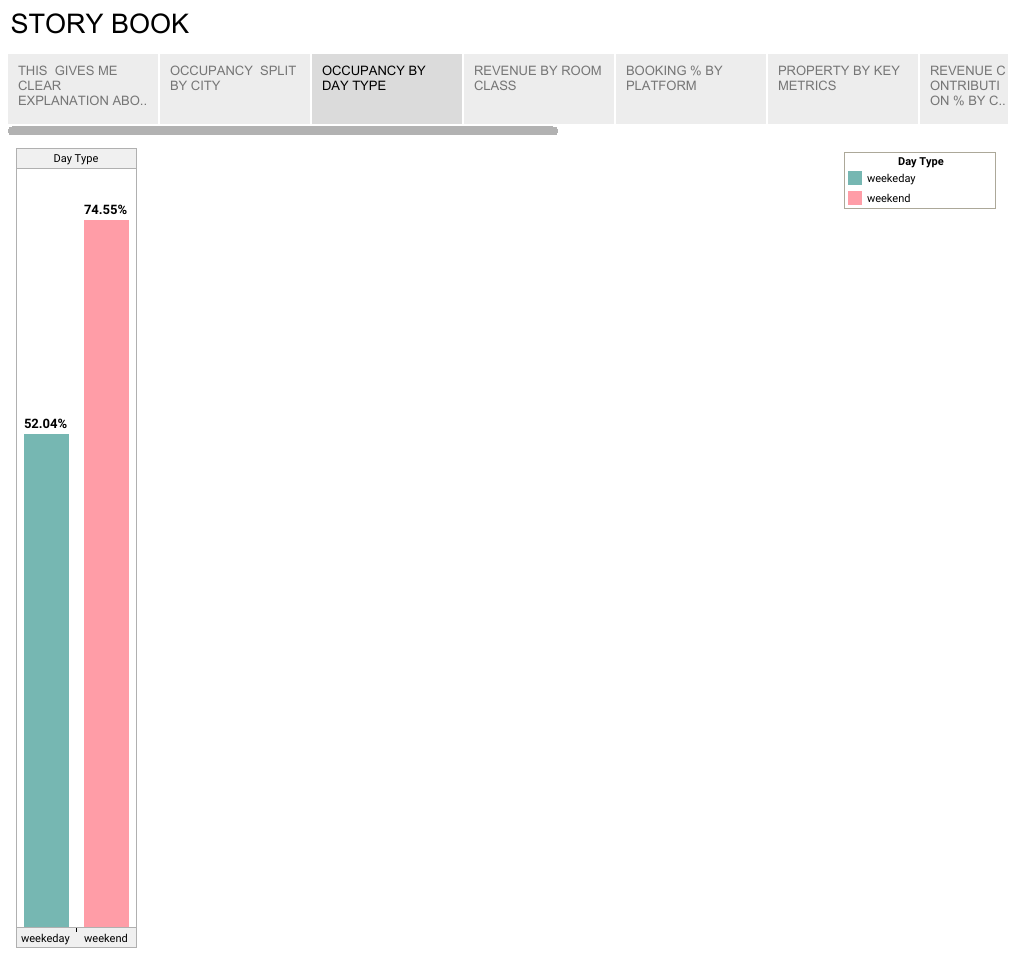 STORY BOOK
THIS  GIVES ME
CLEAR
EXPLANATION ABO..
OCCUPANCY  SPLIT
BY CITY
OCCUPANCY BY
DAY TYPE
REVENUE BY ROOM
CLASS
BOOKING % BY
PLATFORM
PROPERTY BY KEY
METRICS
REVENUE C
ONTRIBUTI
ON % BY C..
Day Type
74.55%
52.04%
weekeday
weekend
Day Type
weekeday
weekend